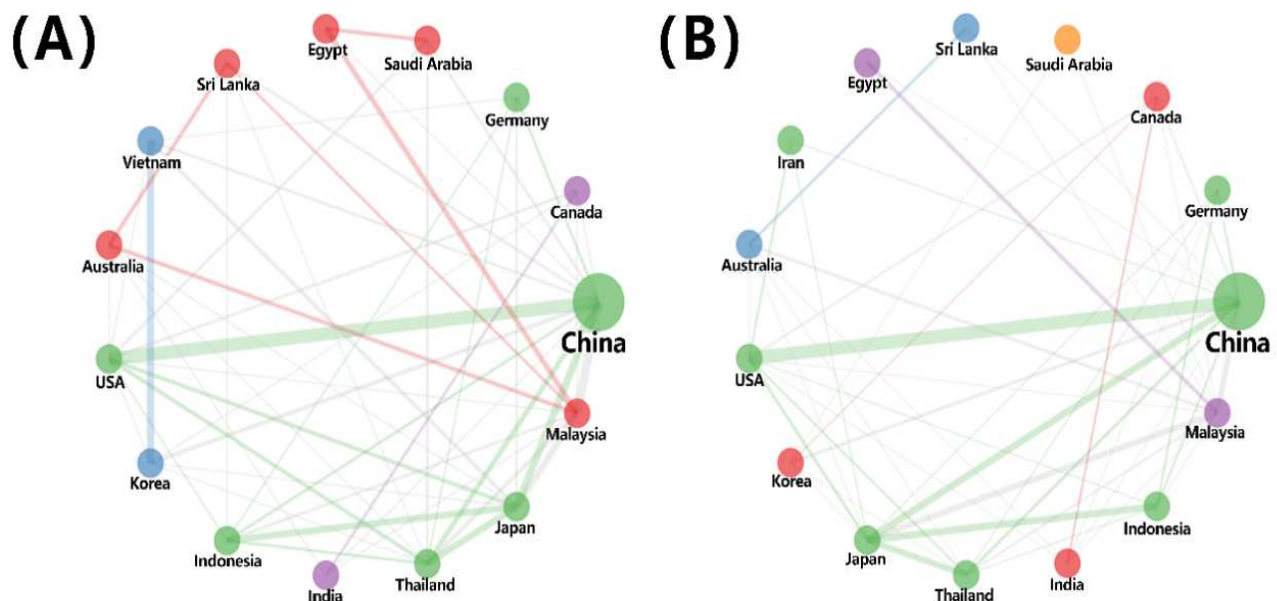 (A)
Egypt
Saudi Arabia
Sri Lanka
Germany
Vietnam
Canada
Australia
China
USA
Malaysia
Korea
Japan
Indonesia
Thailand
India
(B)
Sri Lanka
Saudi Arabia
Egypt
Canada
Iran
Germany
Australia
China
USA
Malaysia
Korea
Indonesia
Japan
India
Thailand